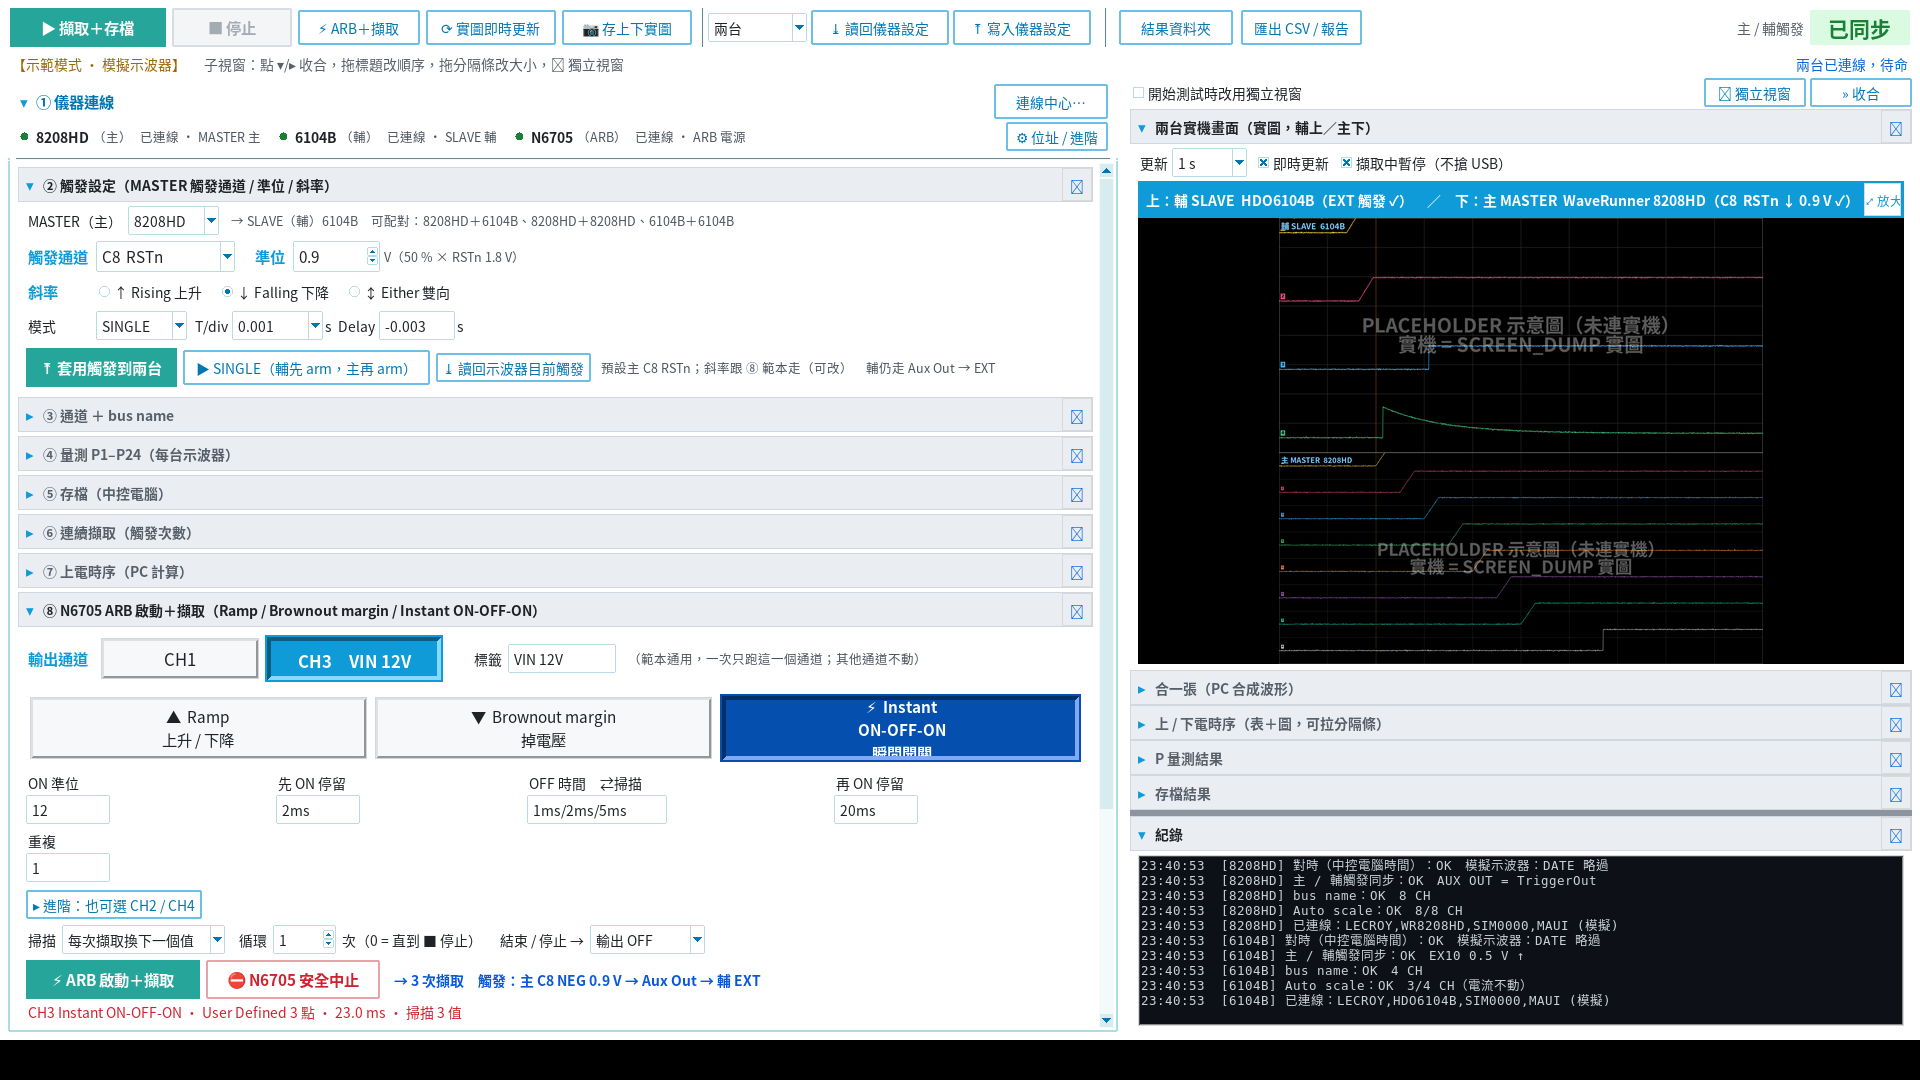 ▶ 擷取＋存檔 ■ 停止 ⚡ ARB＋擷取 ⟳ 實圖即時更新 📷 存上下實圖 兩台 ⤓ 讀回儀器設定 ⤒ 寫入儀器設定 結果資料夾 匯出 CSV / 報告 主 / 輔觸發 已同步
【示範模式 · 模擬示波器】 子視窗：點 ▾/▸ 收合，拖標題改順序，拖分隔條改大小， 獨立視窗 兩台已連線，待命
▼ ① 儀器連線 連線中心…
● 8208HD （主） 已連線 · MASTER 主 ● 6104B （輔） 已連線 · SLAVE 輔 ● N6705 （ARB） 已連線 · ARB 電源 ⚙ 位址 / 進階
▼ ② 觸發設定（MASTER 觸發通道 / 準位 / 斜率）
MASTER（主） 8208HD → SLAVE（輔）6104B 可配對：8208HD＋6104B、8208HD＋8208HD、6104B＋6104B
觸發通道 C8 RSTn 準位 0.9 V（50 % × RSTn 1.8 V）
斜率 ↑ Rising 上升 ↓ Falling 下降 ↕ Either 雙向
模式 SINGLE T/div 0.001 s Delay -0.003 s
⤒ 套用觸發到兩台 ▶ SINGLE（輔先 arm，主再 arm） ⤓ 讀回示波器目前觸發 預設主 C8 RSTn；斜率跟 ⑧ 範本走（可改） 輔仍走 Aux Out → EXT
▶ ③ 通道 ＋ bus name
▶ ④ 量測 P1–P24（每台示波器）
▶ ⑤ 存檔（中控電腦）
▶ ⑥ 連續擷取（觸發次數）
▶ ⑦ 上電時序（PC 計算）
▼ ⑧ N6705 ARB 啟動＋擷取（Ramp / Brownout margin / Instant ON-OFF-ON）
輸出通道 CH1 CH3 VIN 12V 標籤 VIN 12V （範本通用，一次只跑這一個通道；其他通道不動）
▲ Ramp
上升 / 下降
▼ Brownout margin
掉電壓
⚡ Instant
ON-OFF-ON
ON 準位 先 ON 停留 OFF 時間 ⇄掃描 再 ON 停留
12 2ms 1ms/2ms/5ms 20ms
重複
1
▸ 進階：也可選 CH2 / CH4
掃描 每次擷取換下一個值 循環 1 次（0 = 直到 ■ 停止） 結束 / 停止 → 輸出 OFF
⚡ ARB 啟動＋擷取 ⛔ N6705 安全中止 → 3 次擷取 觸發：主 C8 NEG 0.9 V → Aux Out → 輔 EXT
CH3 Instant ON-OFF-ON · User Defined 3 點 · 23.0 ms · 掃描 3 值
開始測試時改用獨立視窗 獨立視窗 » 收合
▼ 兩台實機畫面（實圖，輔上／主下）
更新 1 s 即時更新 擷取中暫停（不搶 USB）
上：輔 SLAVE HDO6104B（EXT 觸發 ✓） ／ 下：主 MASTER WaveRunner 8208HD（C8 RSTn ↓ 0.9 V ✓） ⤢ 放大
輔 SLAVE 6104B
PLACEHOLDER 示意圖（未連實機）
實機 = SCREEN_DUMP 實圖
主 MASTER 8208HD
PLACEHOLDER 示意圖（未連實機）
實機 = SCREEN_DUMP 實圖
▶ 合一張（PC 合成波形）
▶ 上 / 下電時序（表＋圖，可拉分隔條）
▶ P 量測結果
▶ 存檔結果
▼ 紀錄
23:40:53 [8208HD] 對時（中控電腦時間）：OK 模擬示波器：DATE 略過
23:40:53 [8208HD] 主 / 輔觸發同步：OK AUX OUT = TriggerOut
23:40:53 [8208HD] bus name：OK 8 CH
23:40:53 [8208HD] Auto scale：OK 8/8 CH
23:40:53 [8208HD] 已連線：LECROY,WR8208HD,SIM0000,MAUI (模擬)
23:40:53 [6104B] 對時（中控電腦時間）：OK 模擬示波器：DATE 略過
23:40:53 [6104B] 主 / 輔觸發同步：OK EX10 0.5 V ↑
23:40:53 [6104B] bus name：OK 4 CH
23:40:53 [6104B] Auto scale：OK 3/4 CH（電流不動）
23:40:53 [6104B] 已連線：LECROY,HDO6104B,SIM0000,MAUI (模擬)